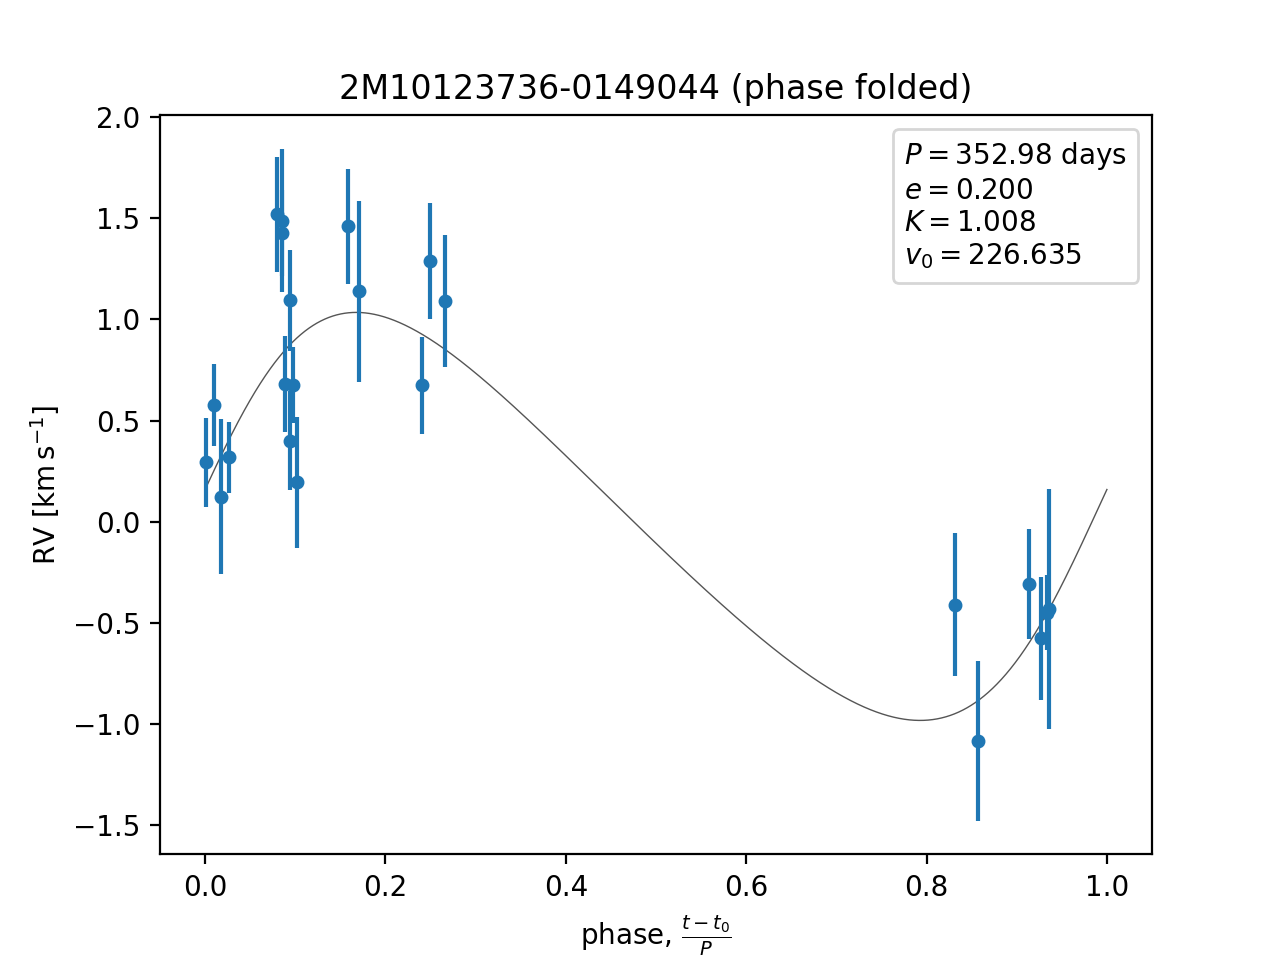 2M10123736-0149044 (phase folded)
P = 352.98 days
e = 0.200
K = 1.008
v₀ = 226.635
2.0
1.5
1.0
0.5
0.0
−0.5
−1.0
−1.5
RV [km s⁻¹]
0.0 0.2 0.4 0.6 0.8 1.0
phase, (t − t₀)/P